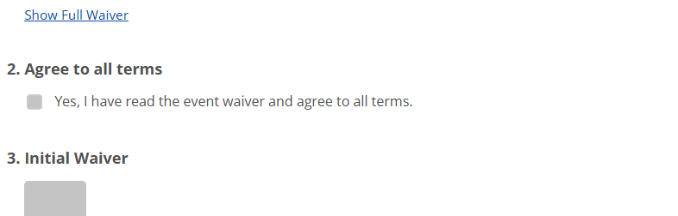 Show Full Waiver
2. Agree to all terms
Yes, I have read the event waiver and agree to all terms.
3. Initial Waiver